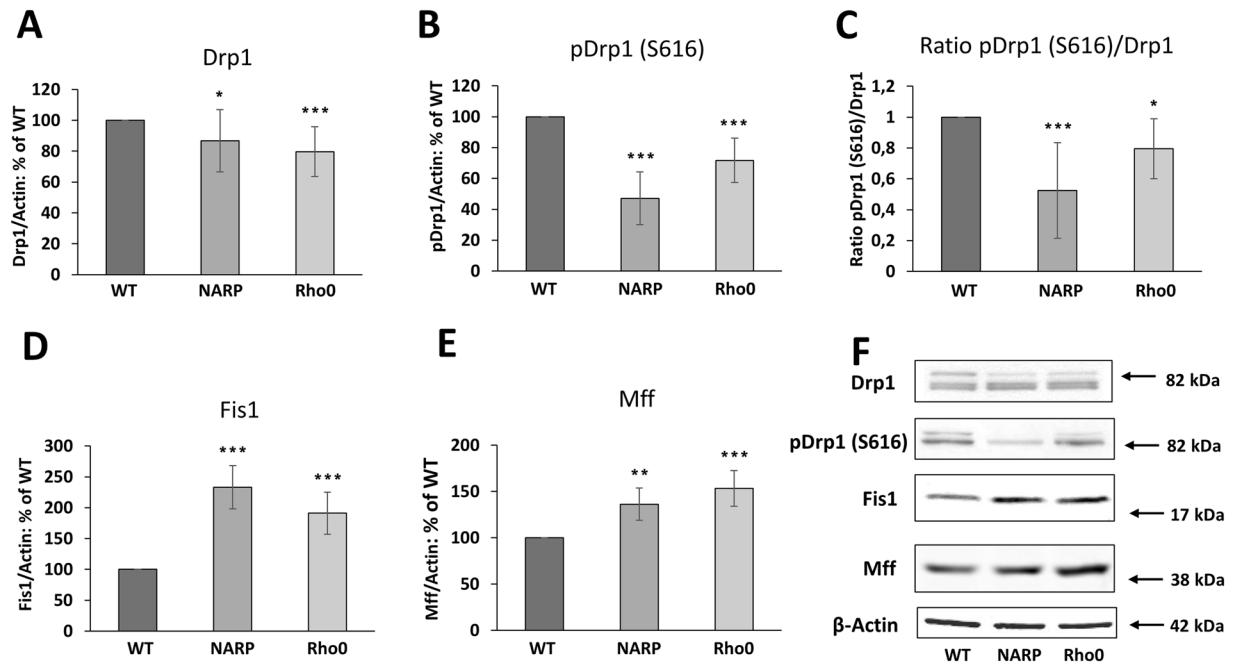 A
Drp1
Drp1/Actin: % of WT
120
100
80
60
40
20
0
*
***
WT NARP Rho0
B
pDrp1 (S616)
pDrp1/Actin: % of WT
120
100
80
60
40
20
0
***
***
WT NARP Rho0
C
Ratio pDrp1 (S616)/Drp1
Ratio pDrp1 (S616)/Drp1
1,2
1
0,8
0,6
0,4
0,2
0
***
*
WT NARP Rho0
D
Fis1
Fis1/Actin: % of WT
300
250
200
150
100
50
0
***
***
WT NARP Rho0
E
Mff
Mff/Actin: % of WT
200
150
100
50
0
**
***
WT NARP Rho0
F
Drp1 82 kDa
pDrp1 (S616) 82 kDa
Fis1 17 kDa
Mff 38 kDa
β-Actin 42 kDa
WT NARP Rho0